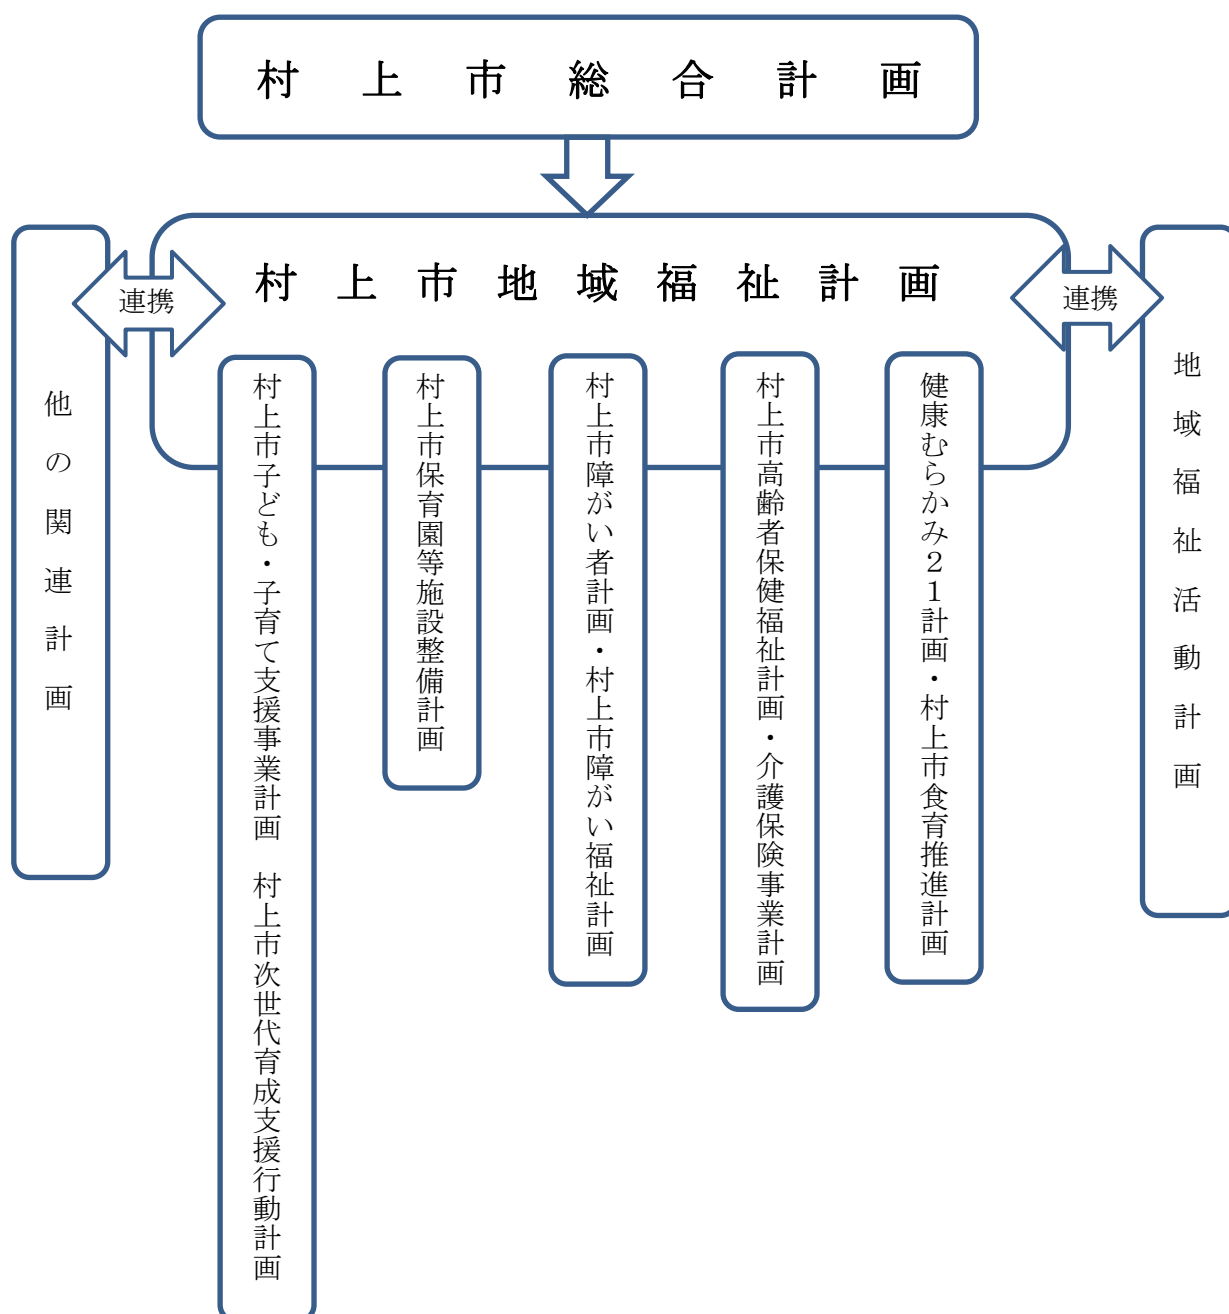 村上市総合計画
村上市地域福祉計画
連携
連携
他の関連計画
村上市子ども・子育て支援事業計画　村上市次世代育成支援行動計画
村上市保育園等施設整備計画
村上市障がい者計画・村上市障がい福祉計画
村上市高齢者保健福祉計画・介護保険事業計画
健康むらかみ２１計画・村上市食育推進計画
地域福祉活動計画